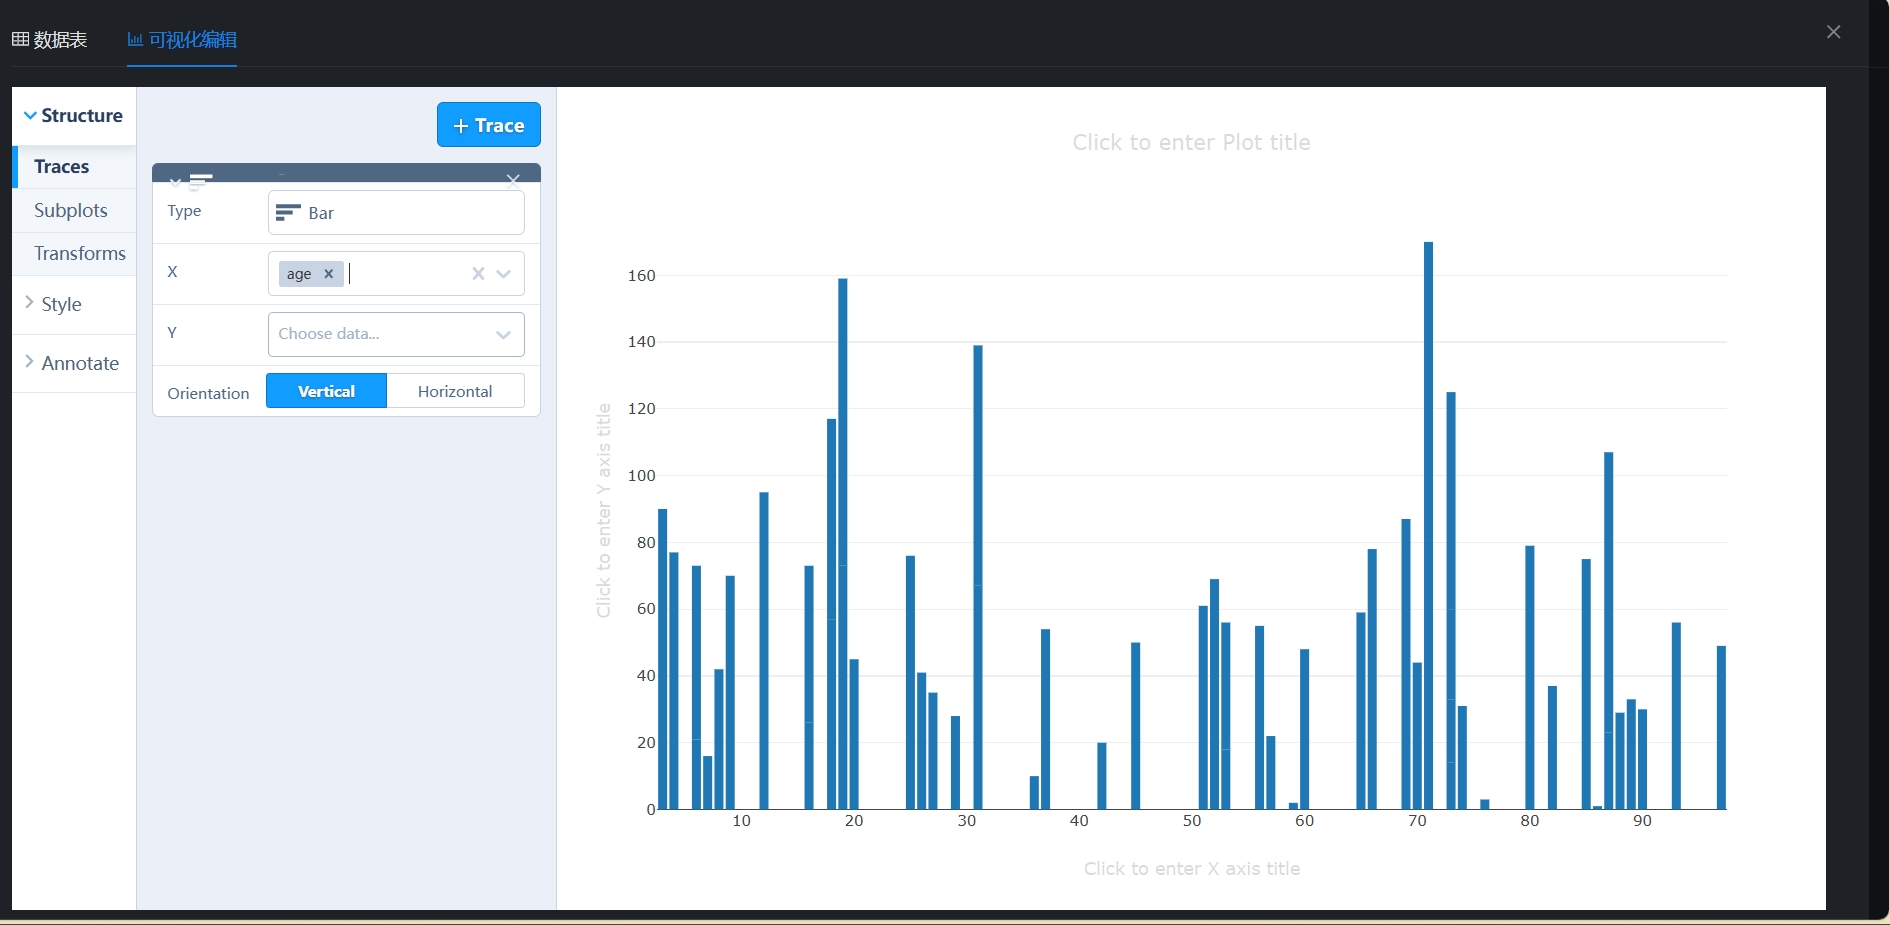 数据表 可视化编辑
Structure
Traces
Subplots
Transforms
Style
Annotate
+ Trace
Type Bar
X age
Y Choose data...
Orientation Vertical Horizontal
Click to enter Plot title
Click to enter Y axis title
160
140
120
100
80
60
40
20
0
10 20 30 40 50 60 70 80 90
Click to enter X axis title